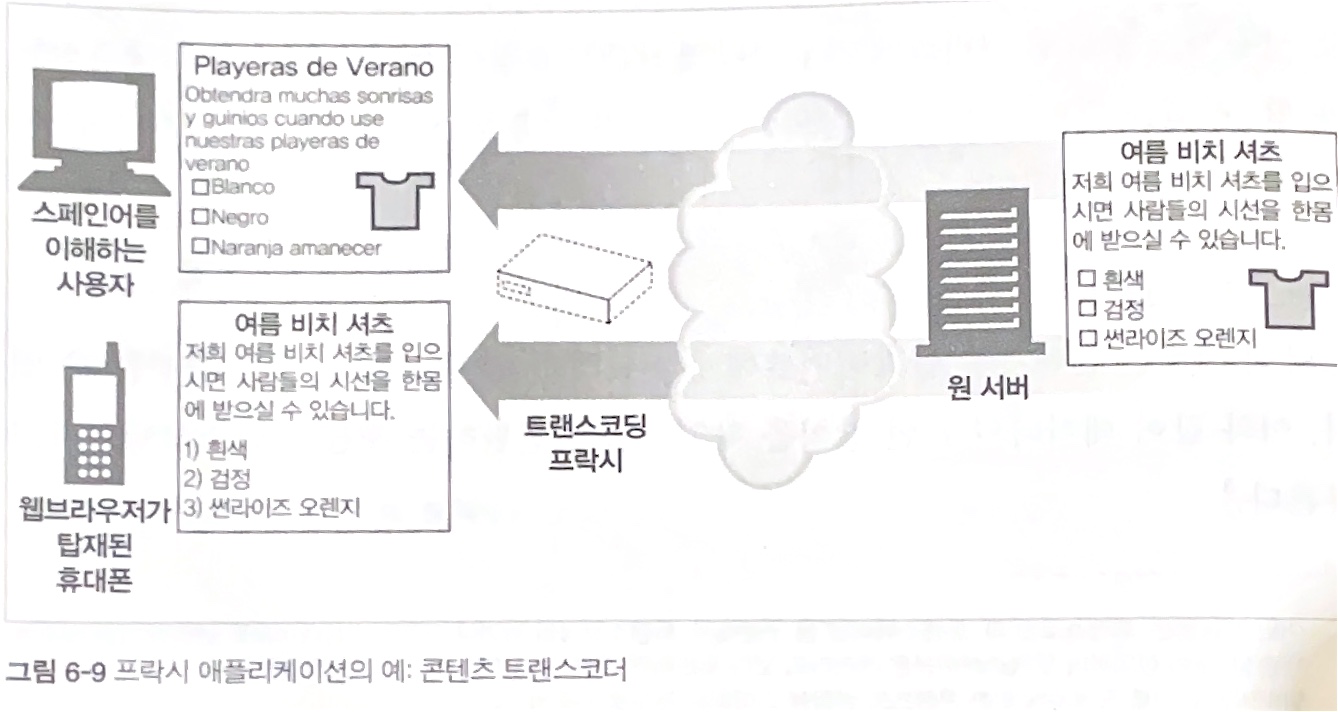 Playeras de Verano
Obtendra muchas sonrisas
y guinios cuando use
nuestras playeras de
verano
□Blanco
□Negro
□Naranja amanecer
스페인어를
이해하는
사용자
여름 비치 셔츠
저희 여름 비치 셔츠를 입으
시면 사람들의 시선을 한몸
에 받으실 수 있습니다.
1) 흰색
2) 검정
3) 썬라이즈 오렌지
웹브라우저가
탑재된
휴대폰
트랜스코딩
프락시
원 서버
여름 비치 셔츠
저희 여름 비치 셔츠를 입으
시면 사람들의 시선을 한몸
에 받으실 수 있습니다.
□ 흰색
□ 검정
□ 썬라이즈 오렌지
그림 6-9 프락시 애플리케이션의 예: 콘텐츠 트랜스코더